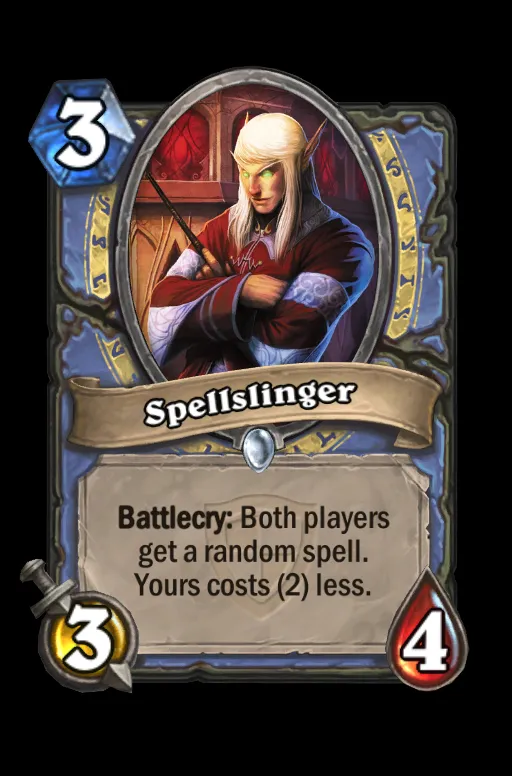 3
Spellslinger
Battlecry: Both players
get a random spell.
Yours costs (2) less.
3
4